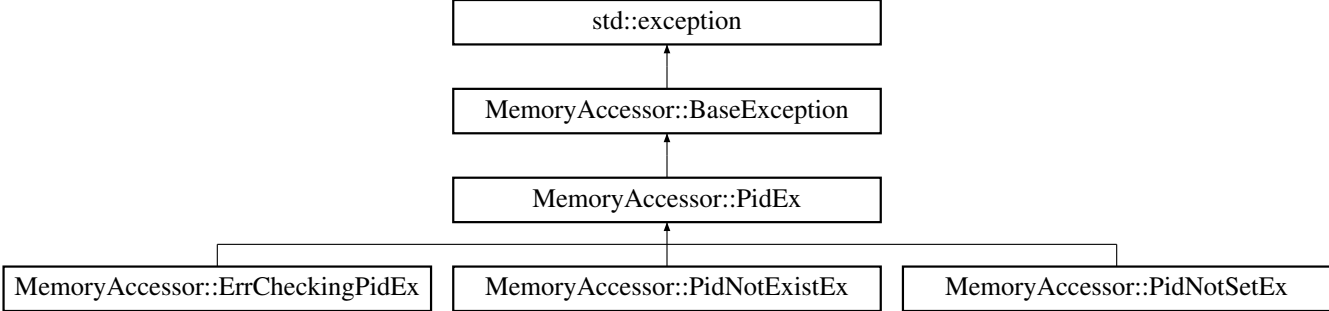 std::exception
MemoryAccessor::BaseException
MemoryAccessor::PidEx
MemoryAccessor::ErrCheckingPidEx
MemoryAccessor::PidNotExistEx
MemoryAccessor::PidNotSetEx